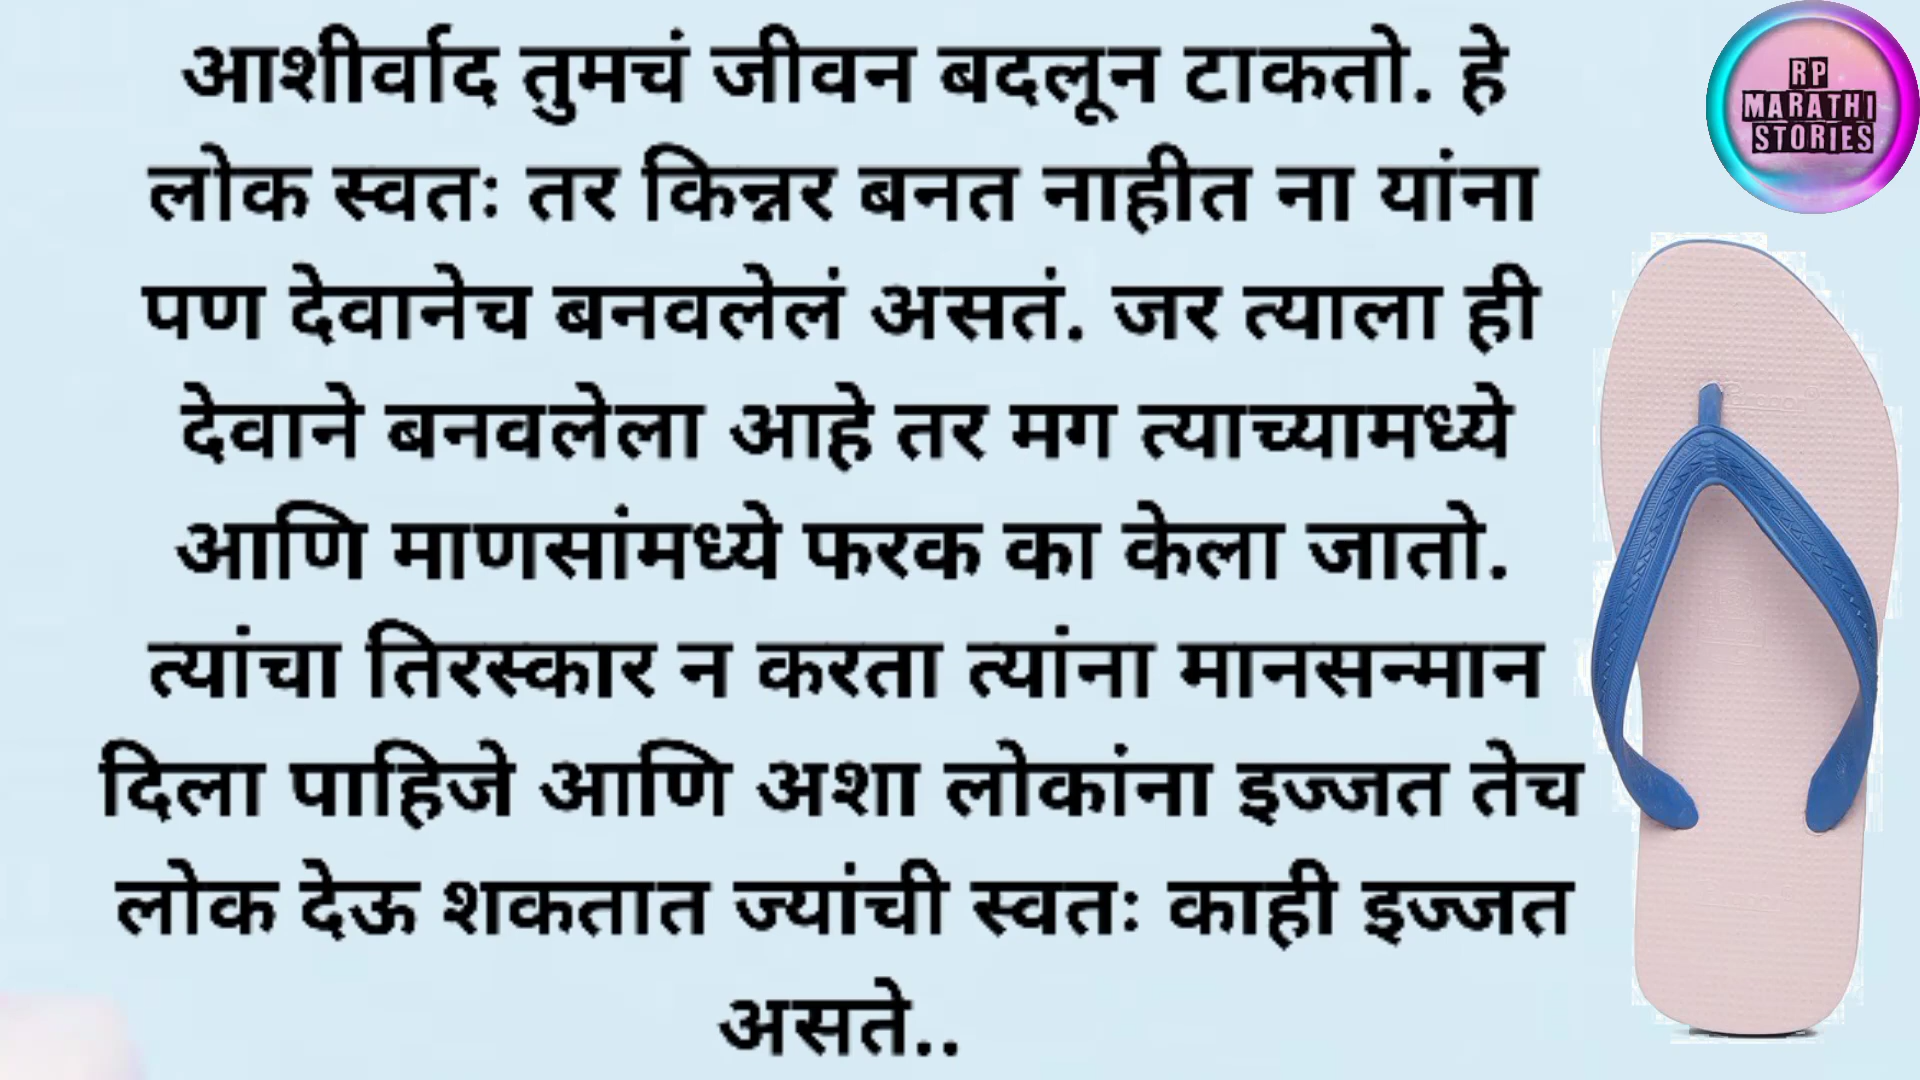 आशीर्वाद तुमचं जीवन बदलून टाकतो. हे
लोक स्वतः तर किन्नर बनत नाहीत ना यांना
पण देवानेच बनवलेलं असतं. जर त्याला ही
देवाने बनवलेला आहे तर मग त्याच्यामध्ये
आणि माणसांमध्ये फरक का केला जातो.
त्यांचा तिरस्कार न करता त्यांना मानसन्मान
दिला पाहिजे आणि अशा लोकांना इज्जत तेच
लोक देऊ शकतात ज्यांची स्वतः काही इज्जत
असते..
RP
MARATHI
STORIES